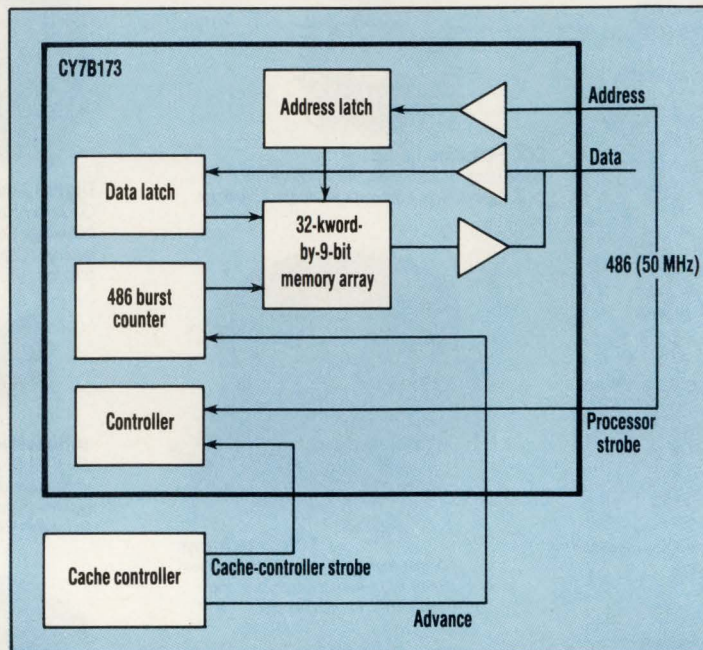 CY7B173
Address latch
Address
Data
Data latch
32-kword-
by-9-bit
memory array
486 (50 MHz)
486 burst
counter
Controller
Processor
strobe
Cache controller
Cache-controller strobe
Advance